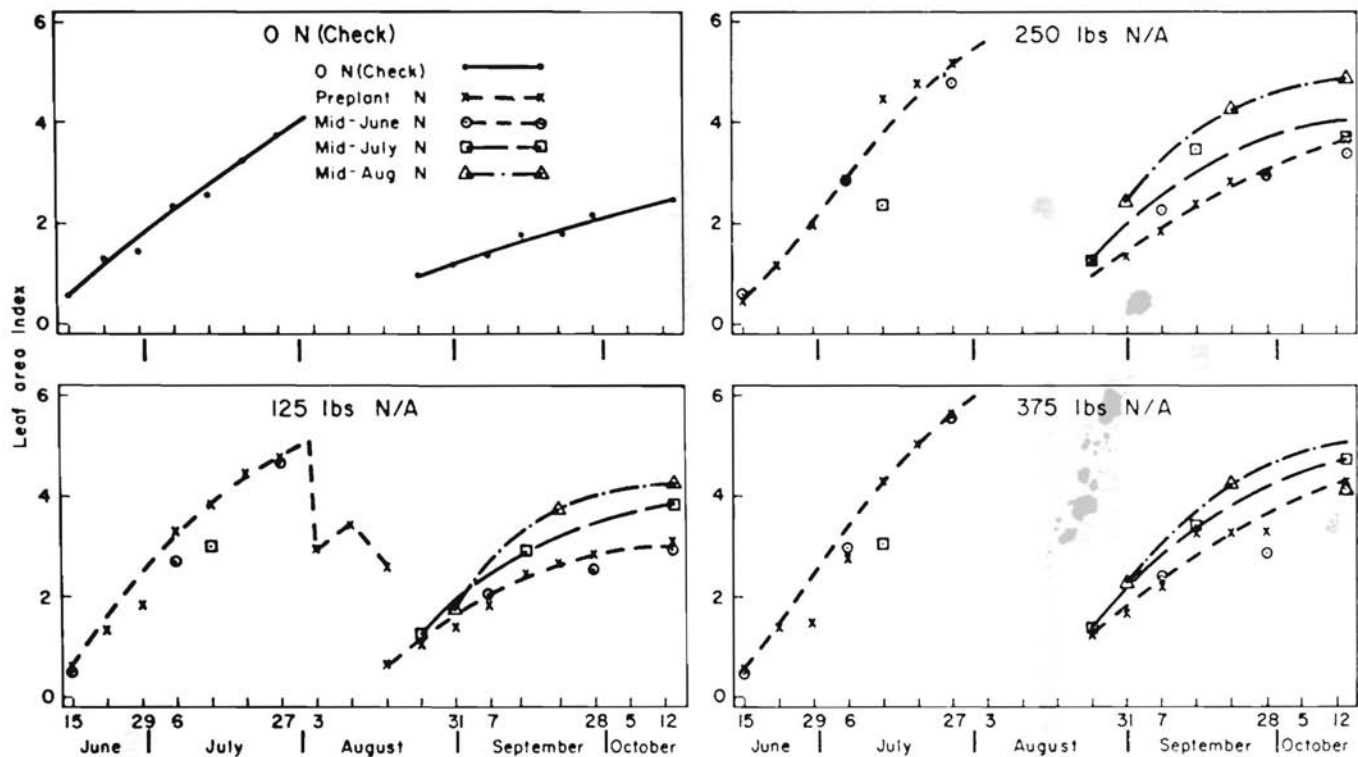 O N (Check)
O N (Check)
Preplant N
Mid-June N
Mid-July N
Mid-Aug N
6
4
2
0
250 lbs N/A
6
4
2
0
Leaf area Index
125 lbs N/A
6
4
2
0
15 29 6 27 3 31 7 28 5 12
June July August September October
375 lbs N/A
6
4
2
0
15 29 6 27 3 31 7 28 5 12
June July August September October